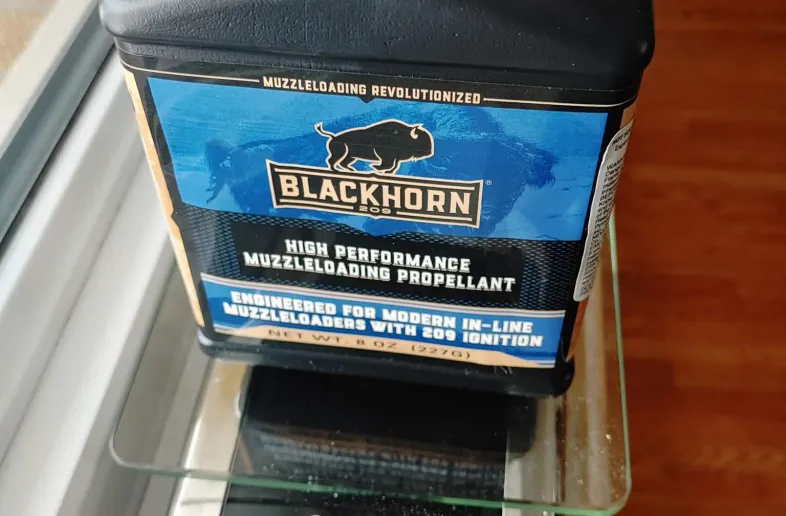 MUZZLELOADING REVOLUTIONIZED
BLACKHORN®
209
HIGH PERFORMANCE
MUZZLELOADING PROPELLANT
ENGINEERED FOR MODERN IN-LINE
MUZZLELOADERS WITH 209 IGNITION
NET WT. 8 OZ. (227G)